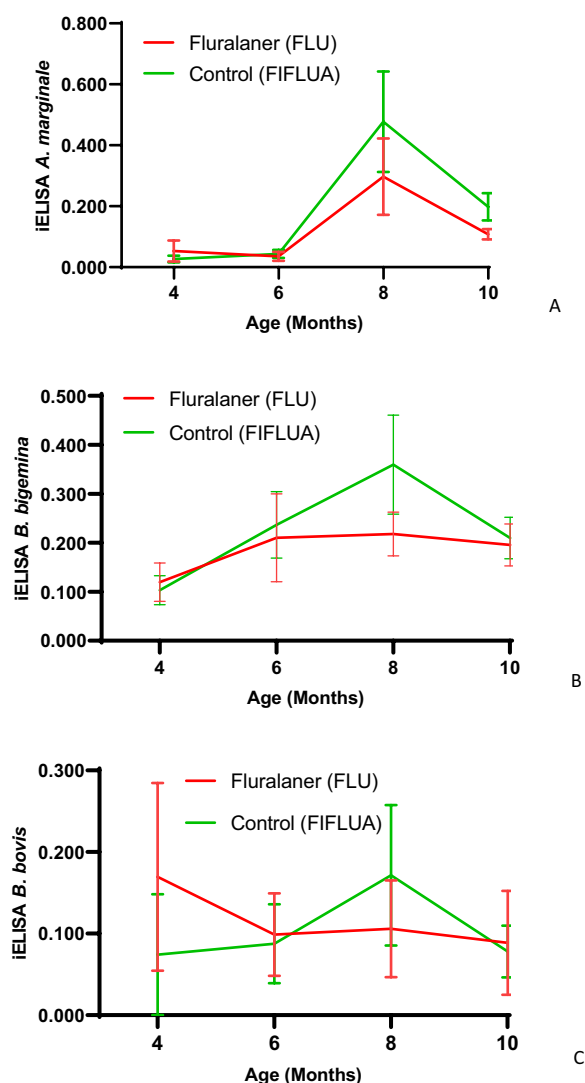 0.800
0.600
0.400
0.200
0.000
iELISA A. marginale
Fluralaner (FLU)
Control (FIFLUA)
4 6 8 10
Age (Months)
A
0.500
0.400
0.300
0.200
0.100
0.000
iELISA B. bigemina
Fluralaner (FLU)
Control (FIFLUA)
4 6 8 10
Age (Months)
B
0.300
0.200
0.100
0.000
iELISA B. bovis
Fluralaner (FLU)
Control (FIFLUA)
4 6 8 10
Age (Months)
C